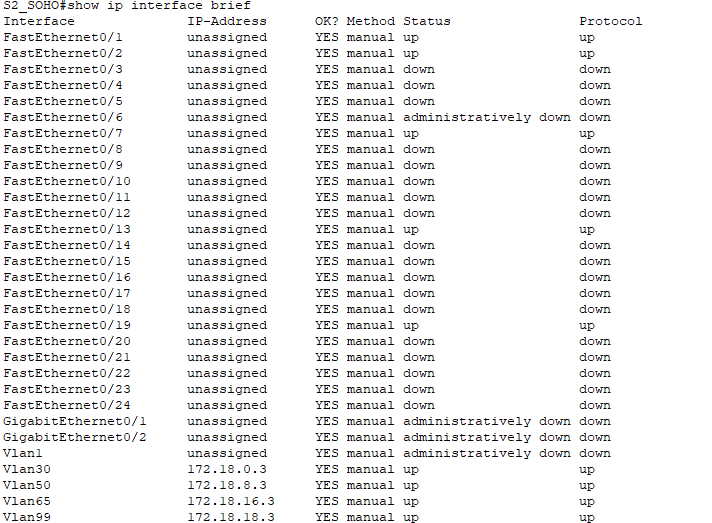 S2_SOHO#show ip interface brief
Interface              IP-Address      OK? Method Status                Protocol
FastEthernet0/1        unassigned      YES manual up                    up
FastEthernet0/2        unassigned      YES manual up                    up
FastEthernet0/3        unassigned      YES manual down                  down
FastEthernet0/4        unassigned      YES manual down                  down
FastEthernet0/5        unassigned      YES manual down                  down
FastEthernet0/6        unassigned      YES manual administratively down down
FastEthernet0/7        unassigned      YES manual up                    up
FastEthernet0/8        unassigned      YES manual down                  down
FastEthernet0/9        unassigned      YES manual down                  down
FastEthernet0/10       unassigned      YES manual down                  down
FastEthernet0/11       unassigned      YES manual down                  down
FastEthernet0/12       unassigned      YES manual down                  down
FastEthernet0/13       unassigned      YES manual up                    up
FastEthernet0/14       unassigned      YES manual down                  down
FastEthernet0/15       unassigned      YES manual down                  down
FastEthernet0/16       unassigned      YES manual down                  down
FastEthernet0/17       unassigned      YES manual down                  down
FastEthernet0/18       unassigned      YES manual down                  down
FastEthernet0/19       unassigned      YES manual up                    up
FastEthernet0/20       unassigned      YES manual down                  down
FastEthernet0/21       unassigned      YES manual down                  down
FastEthernet0/22       unassigned      YES manual down                  down
FastEthernet0/23       unassigned      YES manual down                  down
FastEthernet0/24       unassigned      YES manual down                  down
GigabitEthernet0/1     unassigned      YES manual administratively down down
GigabitEthernet0/2     unassigned      YES manual administratively down down
Vlan1                  unassigned      YES manual administratively down down
Vlan30                 172.18.0.3      YES manual up                    up
Vlan50                 172.18.8.3      YES manual up                    up
Vlan65                 172.18.16.3     YES manual up                    up
Vlan99                 172.18.18.3     YES manual up                    up